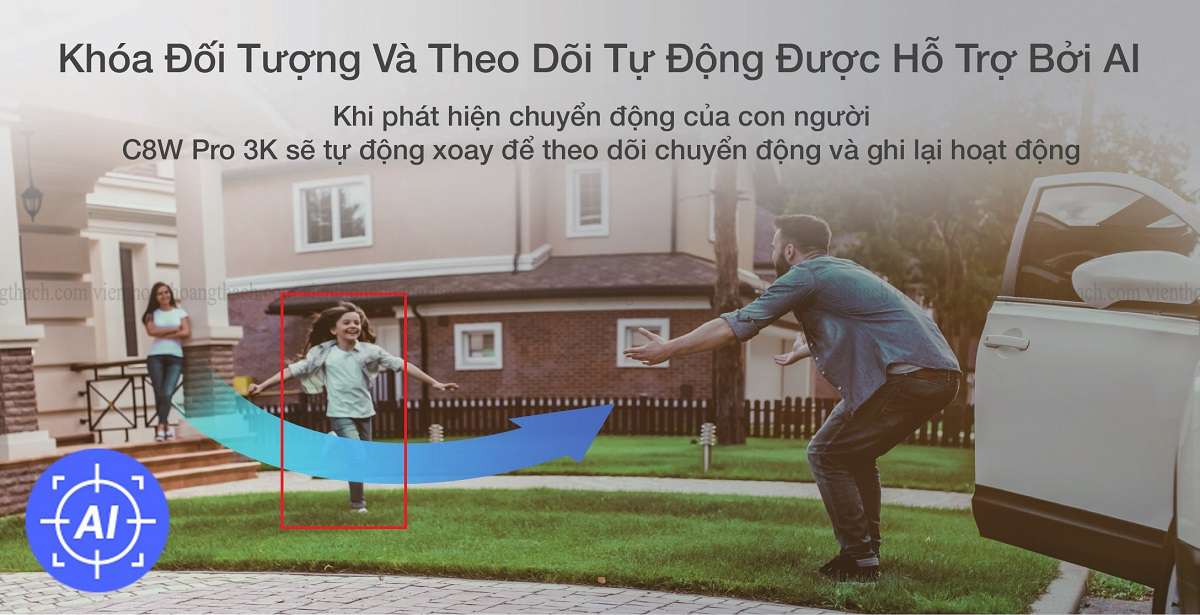 Khóa Đối Tượng Và Theo Dõi Tự Động Được Hỗ Trợ Bởi AI
Khi phát hiện chuyển động của con người
C8W Pro 3K sẽ tự động xoay để theo dõi chuyển động và ghi lại hoạt động
AI